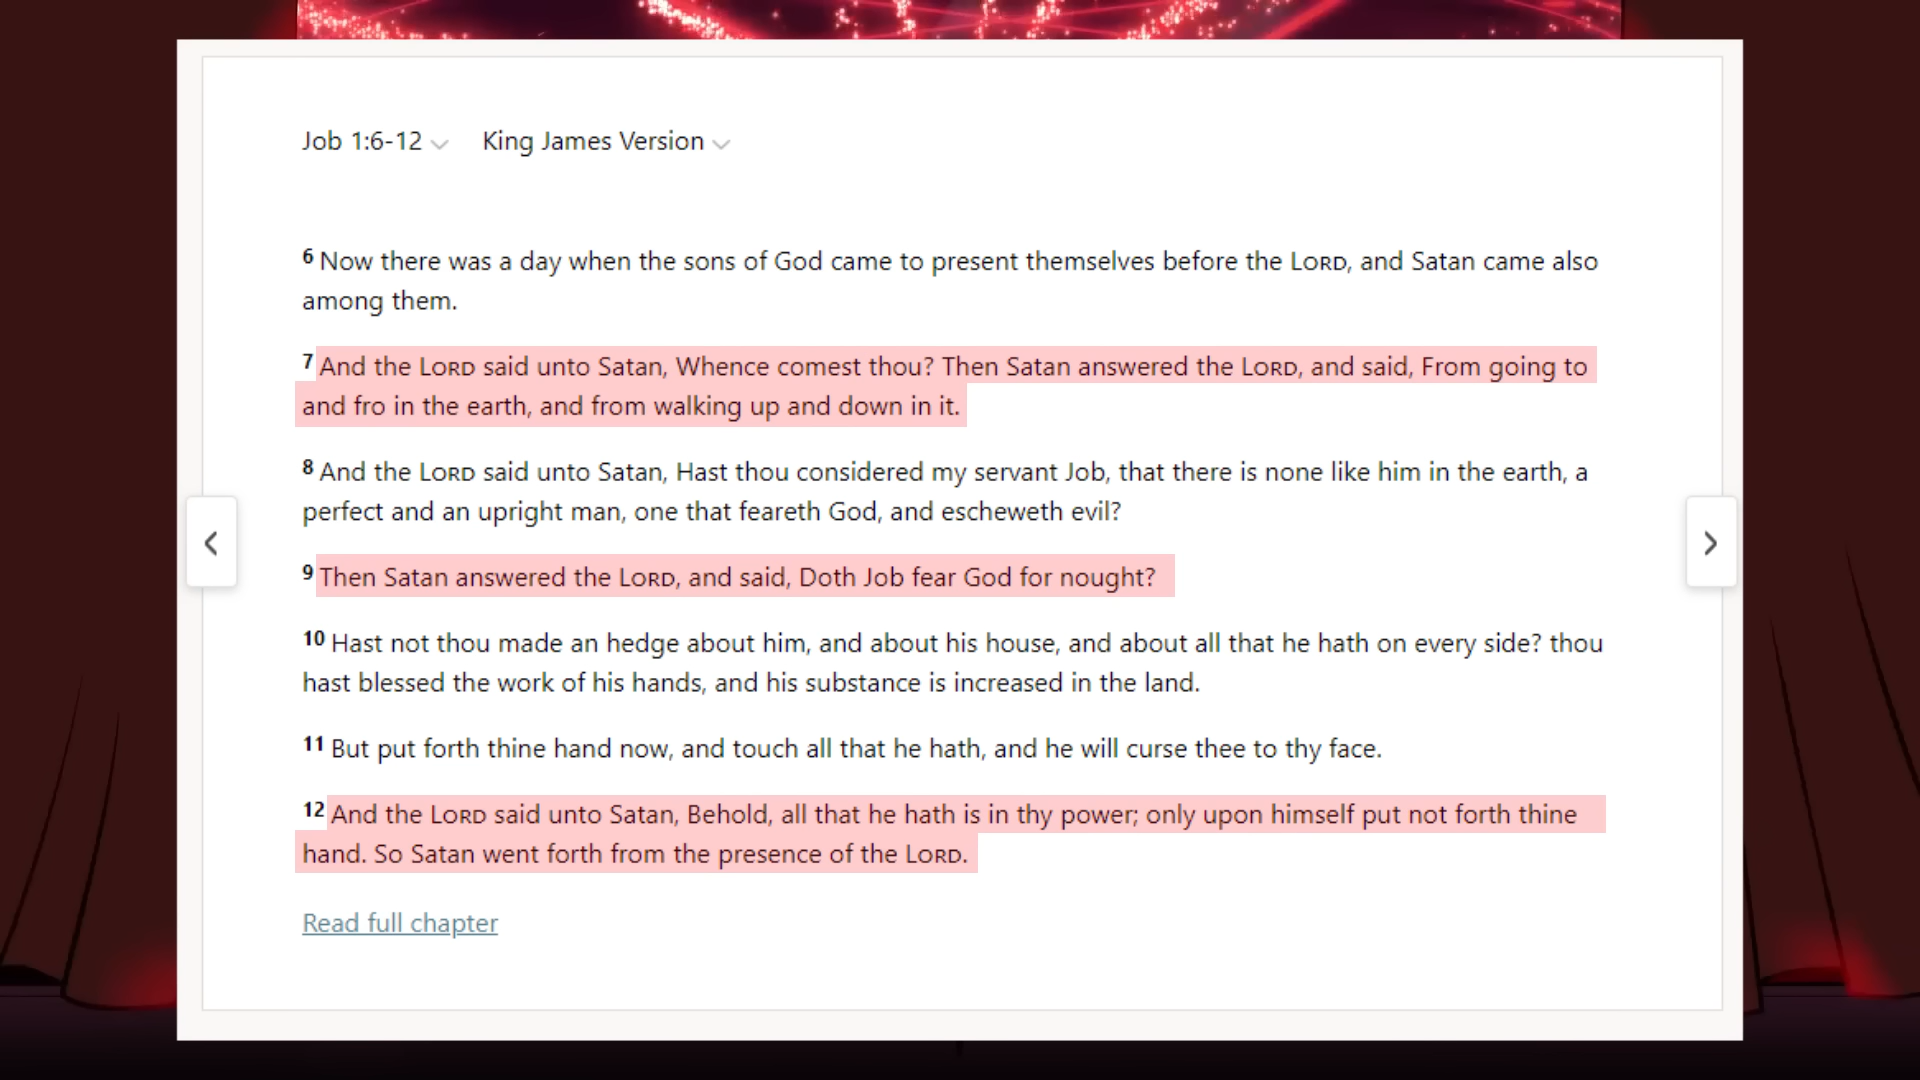 Job 1:6-12 King James Version
6 Now there was a day when the sons of God came to present themselves before the LORD, and Satan came also
among them.
7 And the LORD said unto Satan, Whence comest thou? Then Satan answered the LORD, and said, From going to
and fro in the earth, and from walking up and down in it.
8 And the LORD said unto Satan, Hast thou considered my servant Job, that there is none like him in the earth, a
perfect and an upright man, one that feareth God, and escheweth evil?
9 Then Satan answered the LORD, and said, Doth Job fear God for nought?
10 Hast not thou made an hedge about him, and about his house, and about all that he hath on every side? thou
hast blessed the work of his hands, and his substance is increased in the land.
11 But put forth thine hand now, and touch all that he hath, and he will curse thee to thy face.
12 And the LORD said unto Satan, Behold, all that he hath is in thy power; only upon himself put not forth thine
hand. So Satan went forth from the presence of the LORD.
Read full chapter